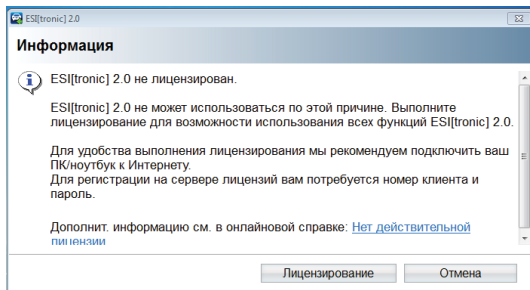 ESI[tronic] 2.0
Информация
ESI[tronic] 2.0 не лицензирован.
ESI[tronic] 2.0 не может использоваться по этой причине. Выполните
лицензирование для возможности использования всех функций ESI[tronic] 2.0.
Для удобства выполнения лицензирования мы рекомендуем подключить ваш
ПК/ноутбук к Интернету.
Для регистрации на сервере лицензий вам потребуется номер клиента и
пароль.
Дополнит. информацию см. в онлайновой справке: Нет действительной
лицензии
Лицензирование Отмена